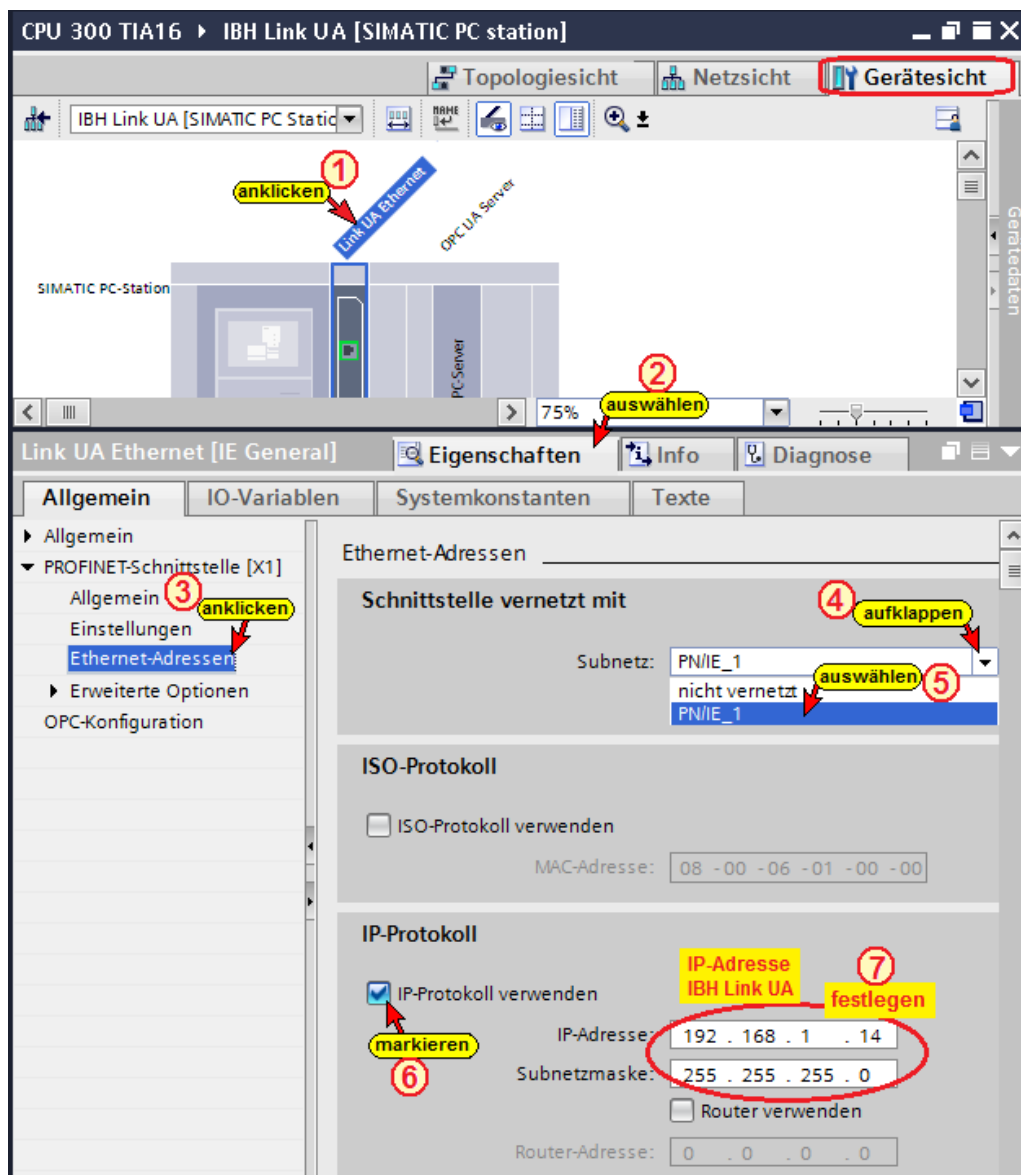 CPU 300 TIA16 ▸ IBH Link UA [SIMATIC PC station]
Topologiesicht Netzsicht Gerätesicht
IBH Link UA [SIMATIC PC Static
NAME
1
anklicken
Link UA Ethernet
OPC UA Server
Gerätedaten
SIMATIC PC-Station
PC-Server
2
auswählen
75%
Link UA Ethernet [IE General]
Eigenschaften Info Diagnose
Allgemein IO-Variablen Systemkonstanten Texte
Allgemein
PROFINET-Schnittstelle [X1]
Allgemein
3
anklicken
Einstellungen
Ethernet-Adressen
Erweiterte Optionen
OPC-Konfiguration
Ethernet-Adressen
Schnittstelle vernetzt mit
4
aufklappen
Subnetz: PN/IE_1
auswählen
5
nicht vernetzt
PN/IE_1
ISO-Protokoll
ISO-Protokoll verwenden
MAC-Adresse: 08 -00 -06 -01 -00 -00
IP-Protokoll
IP-Adresse
IBH Link UA
7
festlegen
IP-Protokoll verwenden
markieren
6
IP-Adresse: 192 . 168 . 1 . 14
Subnetzmaske: 255 . 255 . 255 . 0
Router verwenden
Router-Adresse: 0 . 0 . 0 . 0